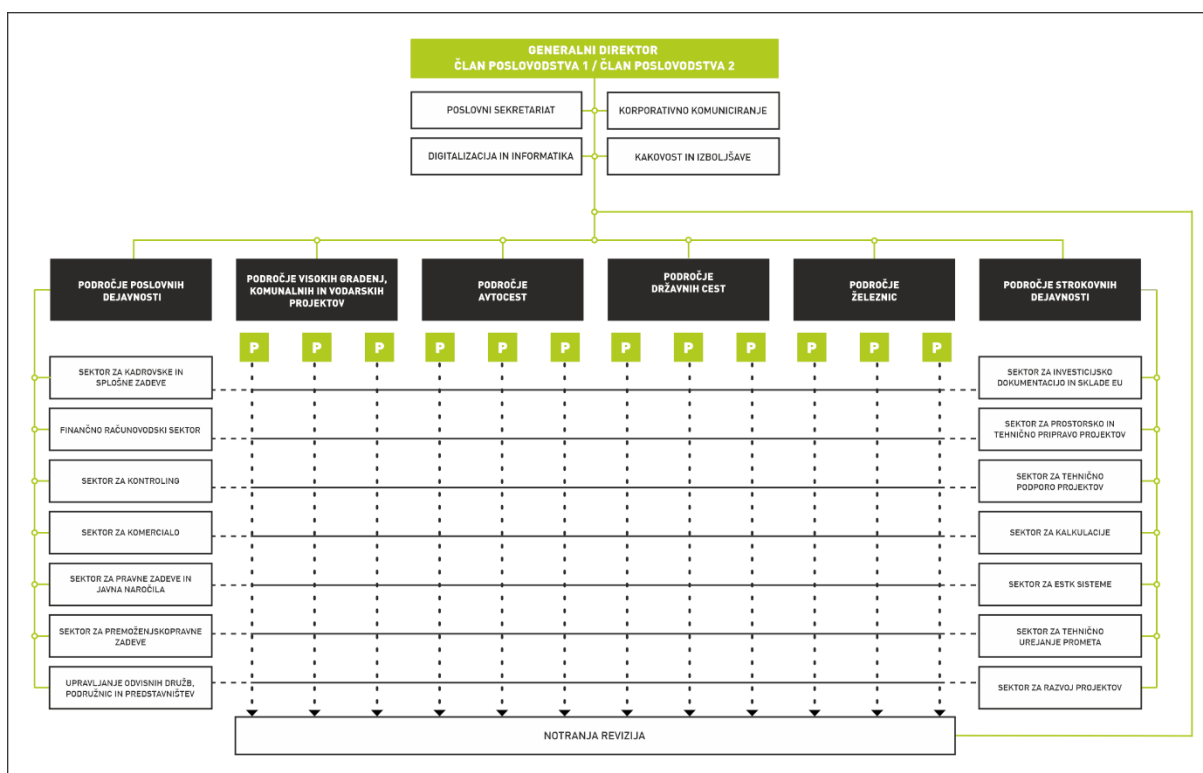 GENERALNI DIREKTOR
ČLAN POSLOVODSTVA 1 / ČLAN POSLOVODSTVA 2
POSLOVNI SEKRETARIAT
KORPORATIVNO KOMUNICIRANJE
DIGITALIZACIJA IN INFORMATIKA
KAKOVOST IN IZBOLJŠAVE
PODROČJE POSLOVNIH
DEJAVNOSTI
PODROČJE VISOKIH GRADENJ,
KOMUNALNIH IN VODARSKIH
PROJEKTOV
PODROČJE
AVTOCEST
PODROČJE
DRŽAVNIH CEST
PODROČJE
ŽELEZNIC
PODROČJE STROKOVNIH
DEJAVNOSTI
P P P P P P P P P P P P
SEKTOR ZA KADROVSKE IN
SPLOŠNE ZADEVE
SEKTOR ZA INVESTICIJSKO
DOKUMENTACIJO IN SKLADE EU
FINANČNO RAČUNOVODSKI SEKTOR
SEKTOR ZA PROSTORSKO IN
TEHNIČNO PRIPRAVO PROJEKTOV
SEKTOR ZA KONTROLING
SEKTOR ZA TEHNIČNO
PODPORO PROJEKTOV
SEKTOR ZA KOMERCIALO
SEKTOR ZA KALKULACIJE
SEKTOR ZA PRAVNE ZADEVE IN
JAVNA NAROČILA
SEKTOR ZA ESTK SISTEME
SEKTOR ZA PREMOŽENJSKOPRAVNE
ZADEVE
SEKTOR ZA TEHNIČNO
UREJANJE PROMETA
UPRAVLJANJE ODVISNIH DRUŽB,
PODRUŽNIC IN PREDSTAVNIŠTEV
SEKTOR ZA RAZVOJ PROJEKTOV
NOTRANJA REVIZIJA